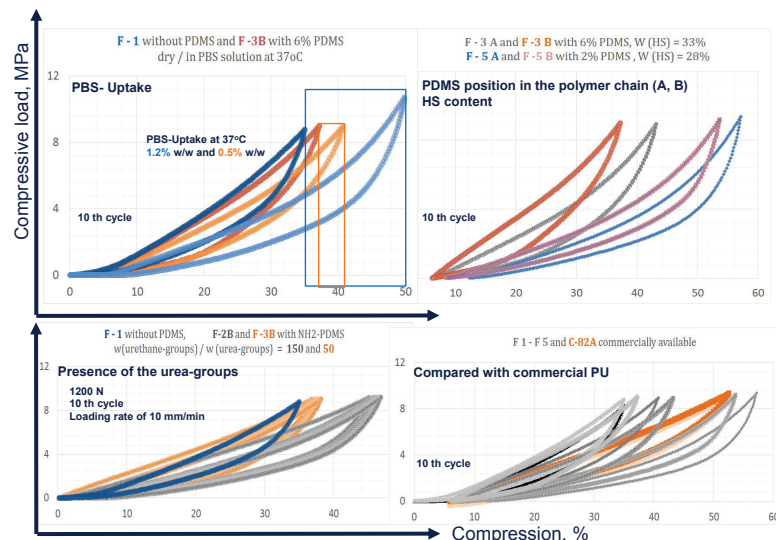 Compressive load, MPa
F - 1 without PDMS and F -3B with 6% PDMS
dry / in PBS solution at 37oC
12
PBS- Uptake
8
PBS-Uptake at 37ºC
1.2% w/w and 0.5% w/w
4
10 th cycle
0
0 10 20 30 40 50
F - 3 A and F -3 B with 6% PDMS, W (HS) = 33%
F - 5 A and F - 5 B with 2% PDMS , W (HS) = 28%
PDMS position in the polymer chain (A, B)
HS content
10 th cycle
10 20 30 40 50 60
F - 1 without PDMS, F-2B and F -3B with NH2-PDMS
w(urethane-groups) / w (urea-groups) = 150 and 50
12
Presence of the urea-groups
1200 N
10 th cycle
Loading rate of 10 mm/min
8
4
0
0 10 20 30 40
F 1 - F 5 and C-82A commercially available
12
Compared with commercial PU
8
4
10 th cycle
0
0 10 20 30 40 50 60
Compression, %